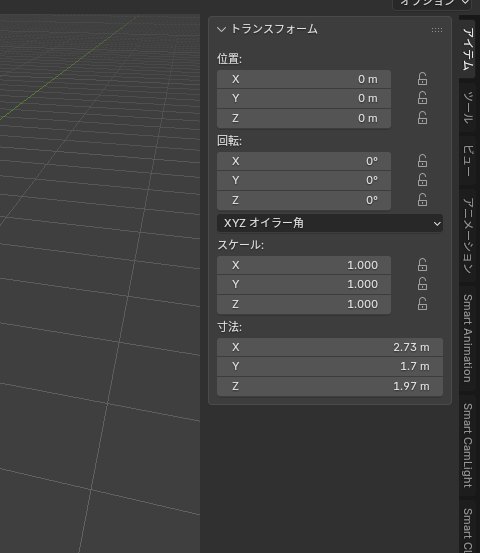 オプション
トランスフォーム
位置:
X 0 m
Y 0 m
Z 0 m
回転:
X 0°
Y 0°
Z 0°
XYZ オイラー角
スケール:
X 1.000
Y 1.000
Z 1.000
寸法:
X 2.73 m
Y 1.7 m
Z 1.97 m
アイテム
ツール
ビュー
アニメーション
Smart Animation
Smart CamLight